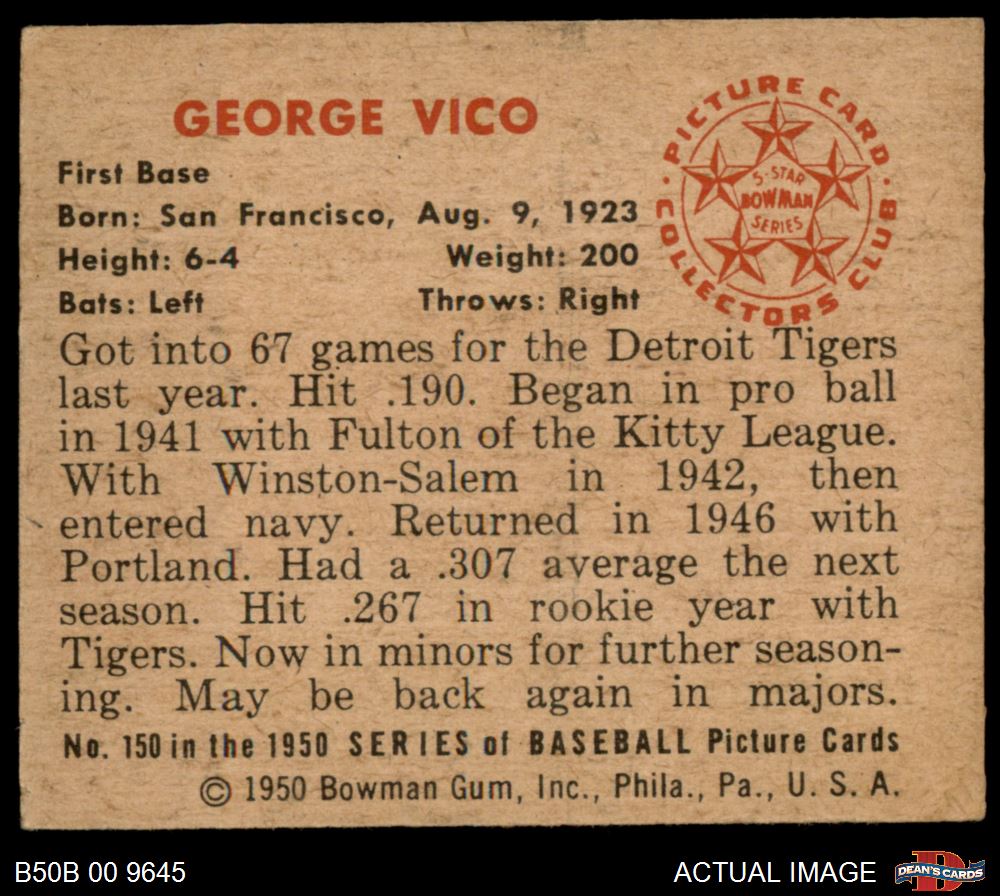 GEORGE VICO
First Base
Born: San Francisco, Aug. 9, 1923
Height: 6-4 Weight: 200
Bats: Left Throws: Right
· PICTURE CARD ·
COLLECTORS CLUB
5-STAR
BOWMAN
SERIES
Got into 67 games for the Detroit Tigers
last year. Hit .190. Began in pro ball
in 1941 with Fulton of the Kitty League.
With Winston-Salem in 1942, then
entered navy. Returned in 1946 with
Portland. Had a .307 average the next
season. Hit .267 in rookie year with
Tigers. Now in minors for further season-
ing. May be back again in majors.
No. 150 in the 1950 SERIES of BASEBALL Picture Cards
© 1950 Bowman Gum, Inc., Phila., Pa., U. S. A.
B50B 00 9645
ACTUAL IMAGE
DEAN'S CARDS